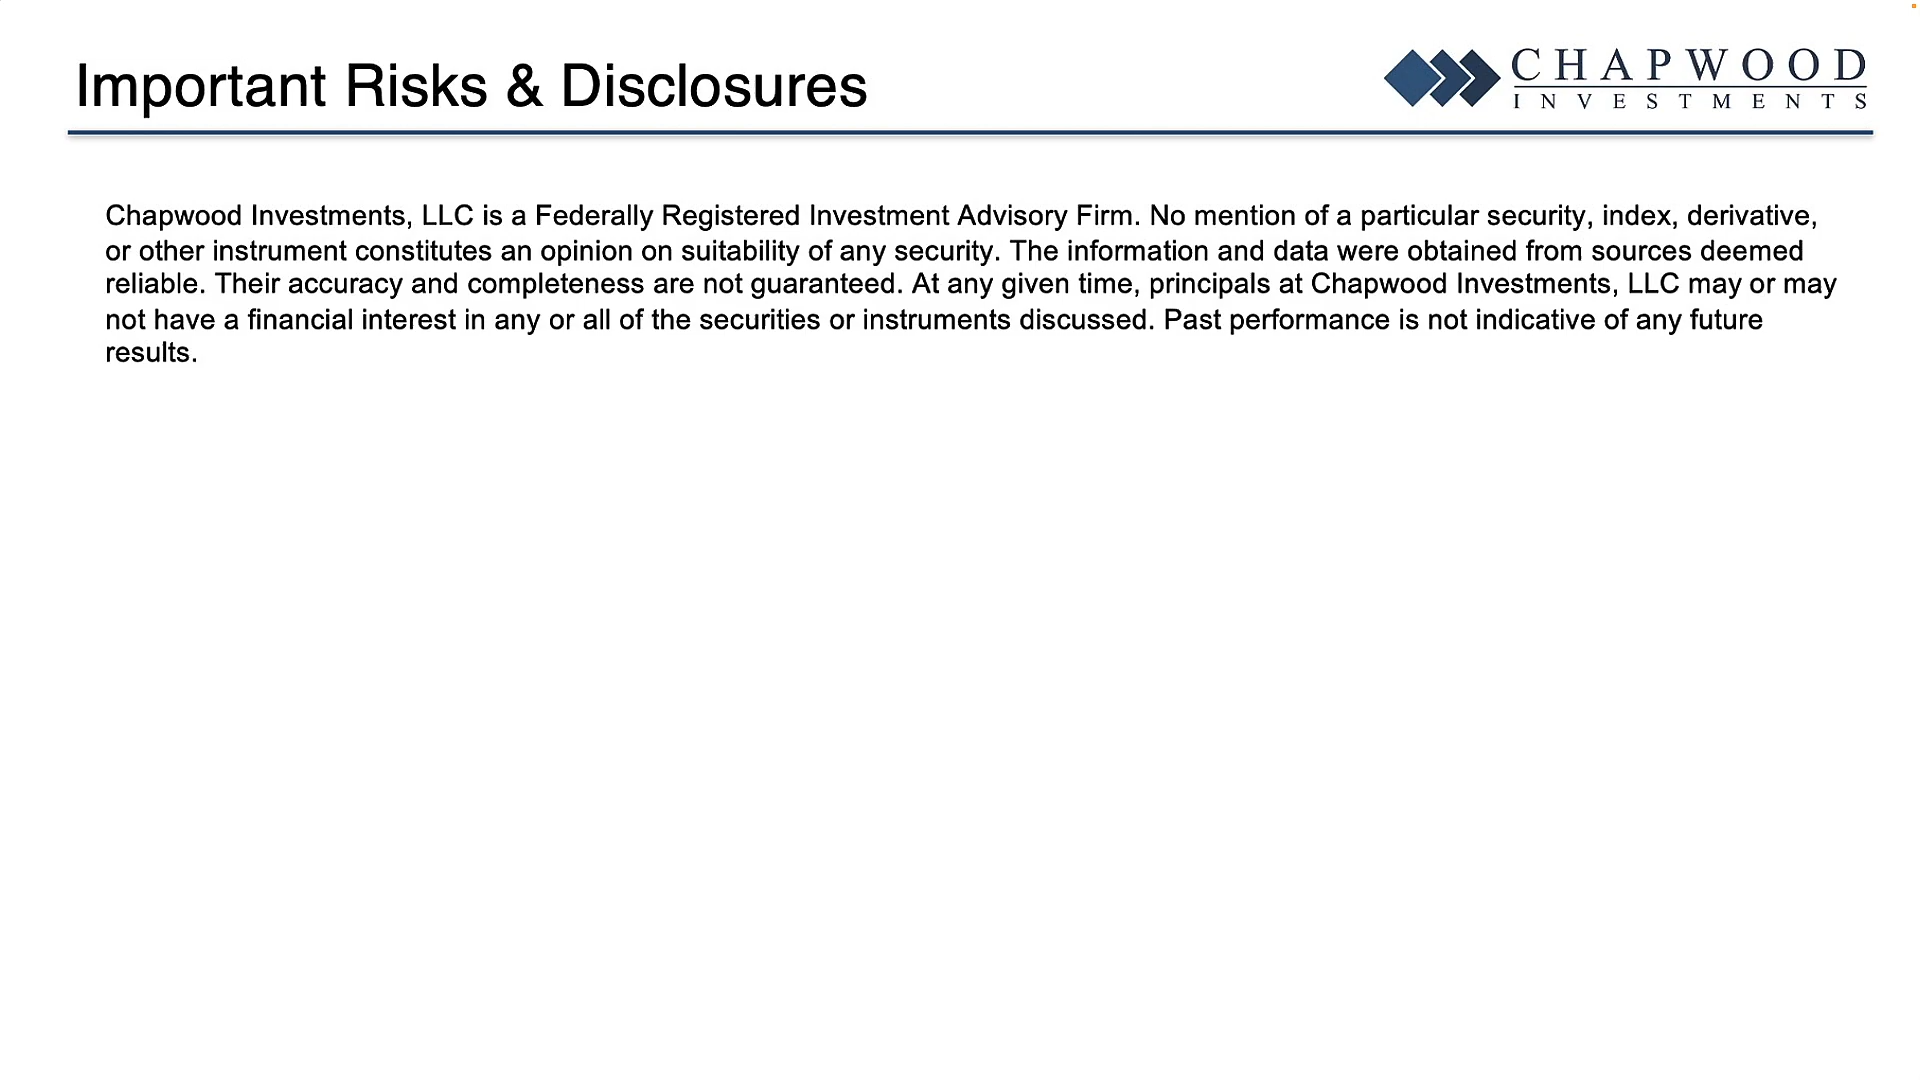 Important Risks & Disclosures
CHAPWOOD
INVESTMENTS
Chapwood Investments, LLC is a Federally Registered Investment Advisory Firm. No mention of a particular security, index, derivative,
or other instrument constitutes an opinion on suitability of any security. The information and data were obtained from sources deemed
reliable. Their accuracy and completeness are not guaranteed. At any given time, principals at Chapwood Investments, LLC may or may
not have a financial interest in any or all of the securities or instruments discussed. Past performance is not indicative of any future
results.